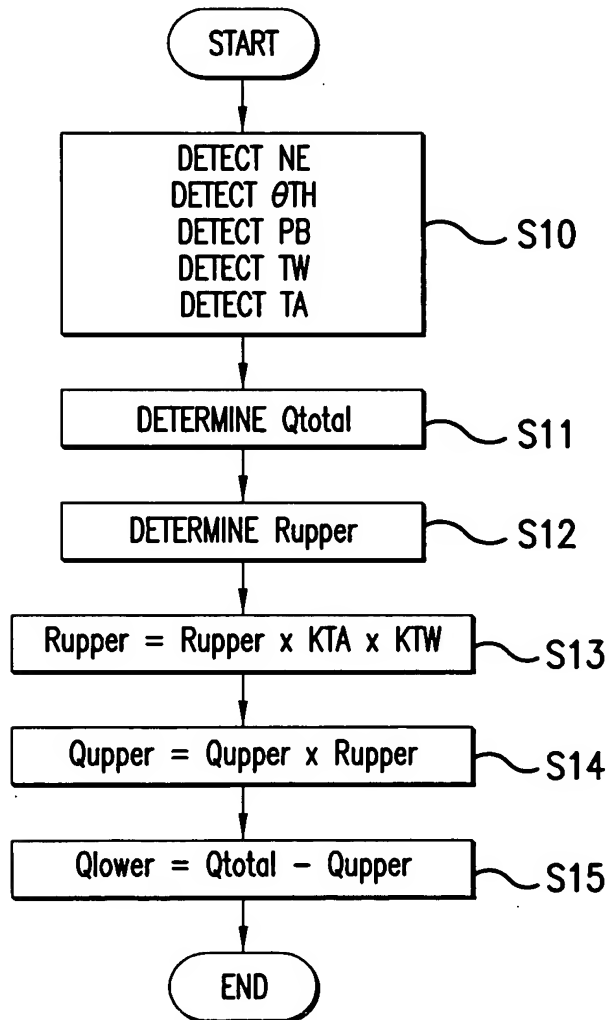 START
DETECT NE
DETECT θTH
DETECT PB
DETECT TW
DETECT TA
S10
DETERMINE Qtotal
S11
DETERMINE Rupper
S12
Rupper = Rupper x KTA x KTW
S13
Qupper = Qupper x Rupper
S14
Qlower = Qtotal - Qupper
S15
END